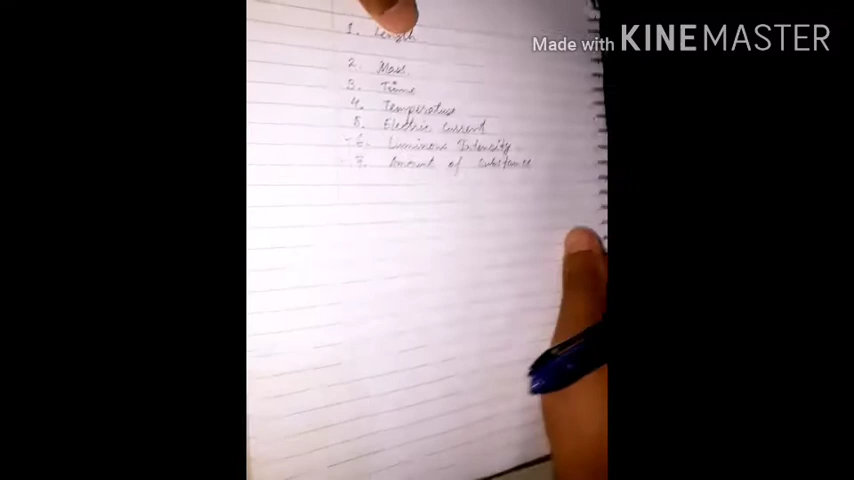 Made with KINEMASTER
1. Length
2. Mass.
3. Time
4. Temperature
5. Electric current
6. Luminous Intensity
7. Amount of substance